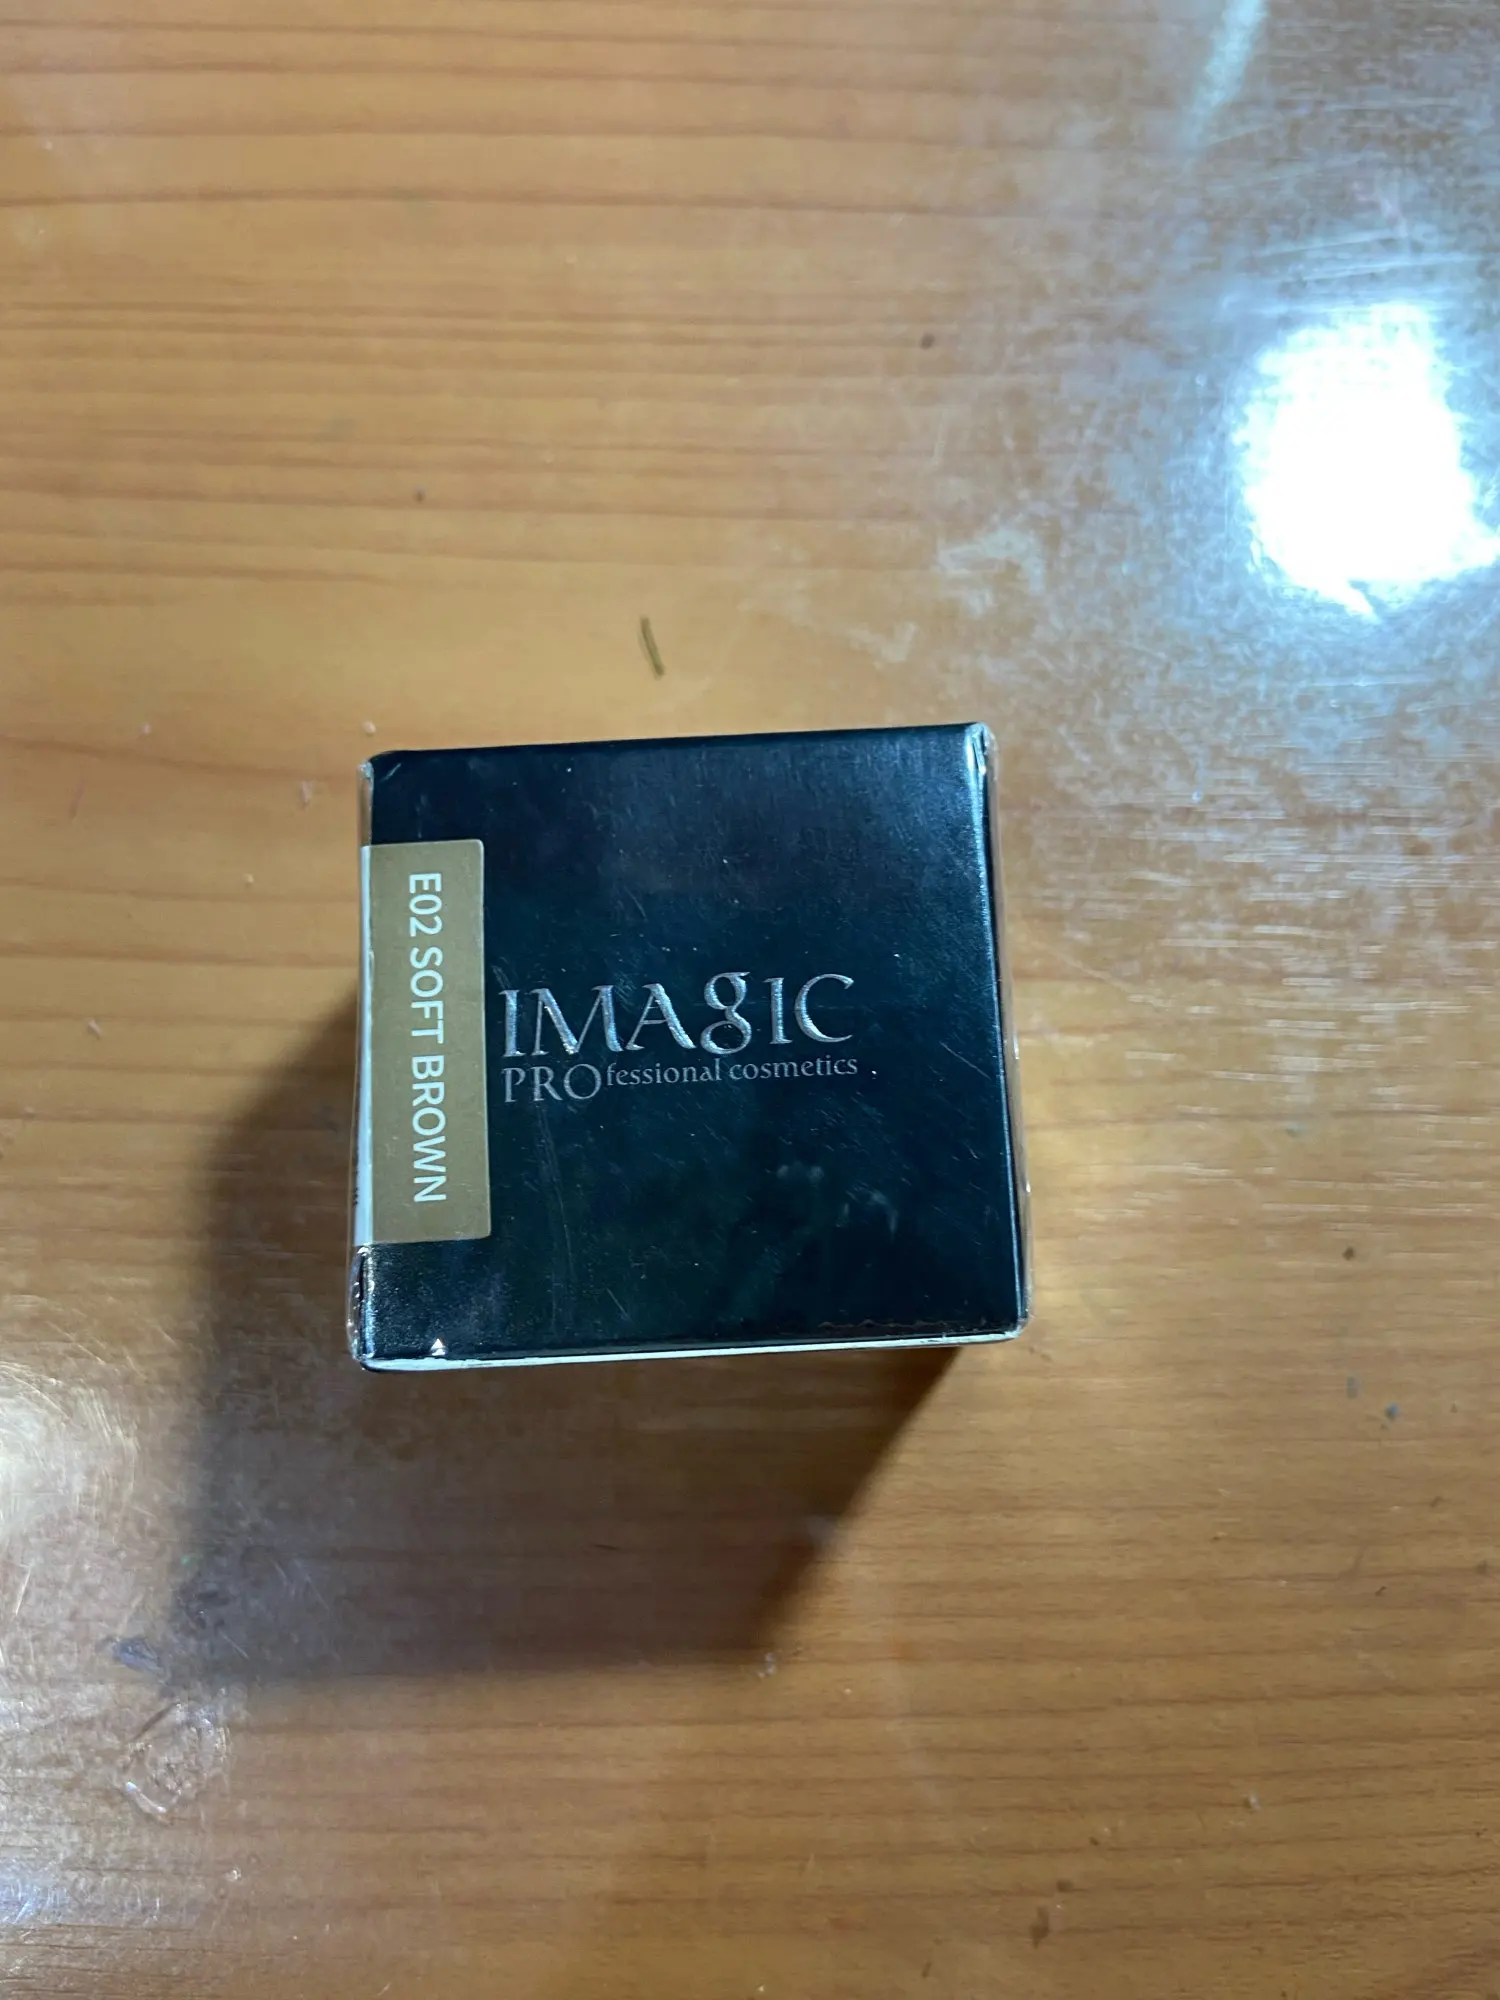 E02 SOFT BROWN
IMAGIC
PROfessional cosmetics